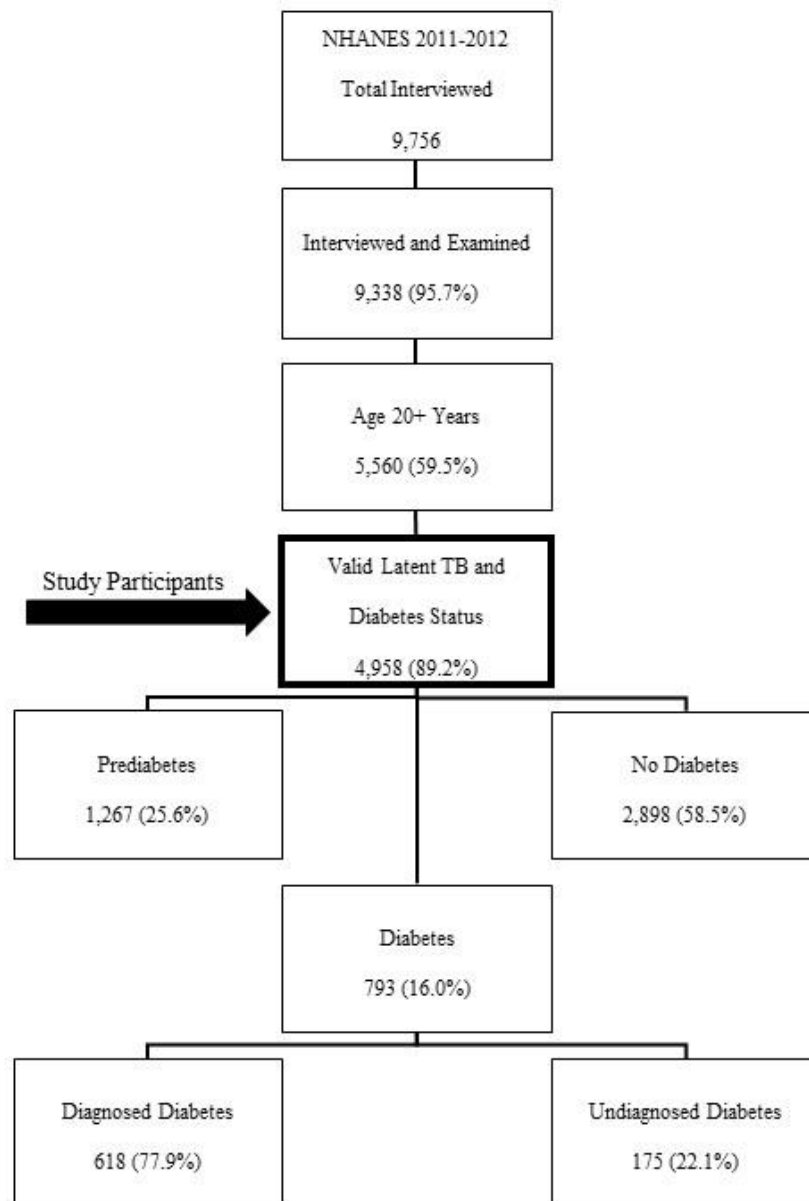 NHANES 2011-2012
Total Interviewed
9,756
Interviewed and Examined
9,338 (95.7%)
Age 20+ Years
5,560 (59.5%)
Study Participants
Valid Latent TB and
Diabetes Status
4,958 (89.2%)
Prediabetes
1,267 (25.6%)
No Diabetes
2,898 (58.5%)
Diabetes
793 (16.0%)
Diagnosed Diabetes
618 (77.9%)
Undiagnosed Diabetes
175 (22.1%)